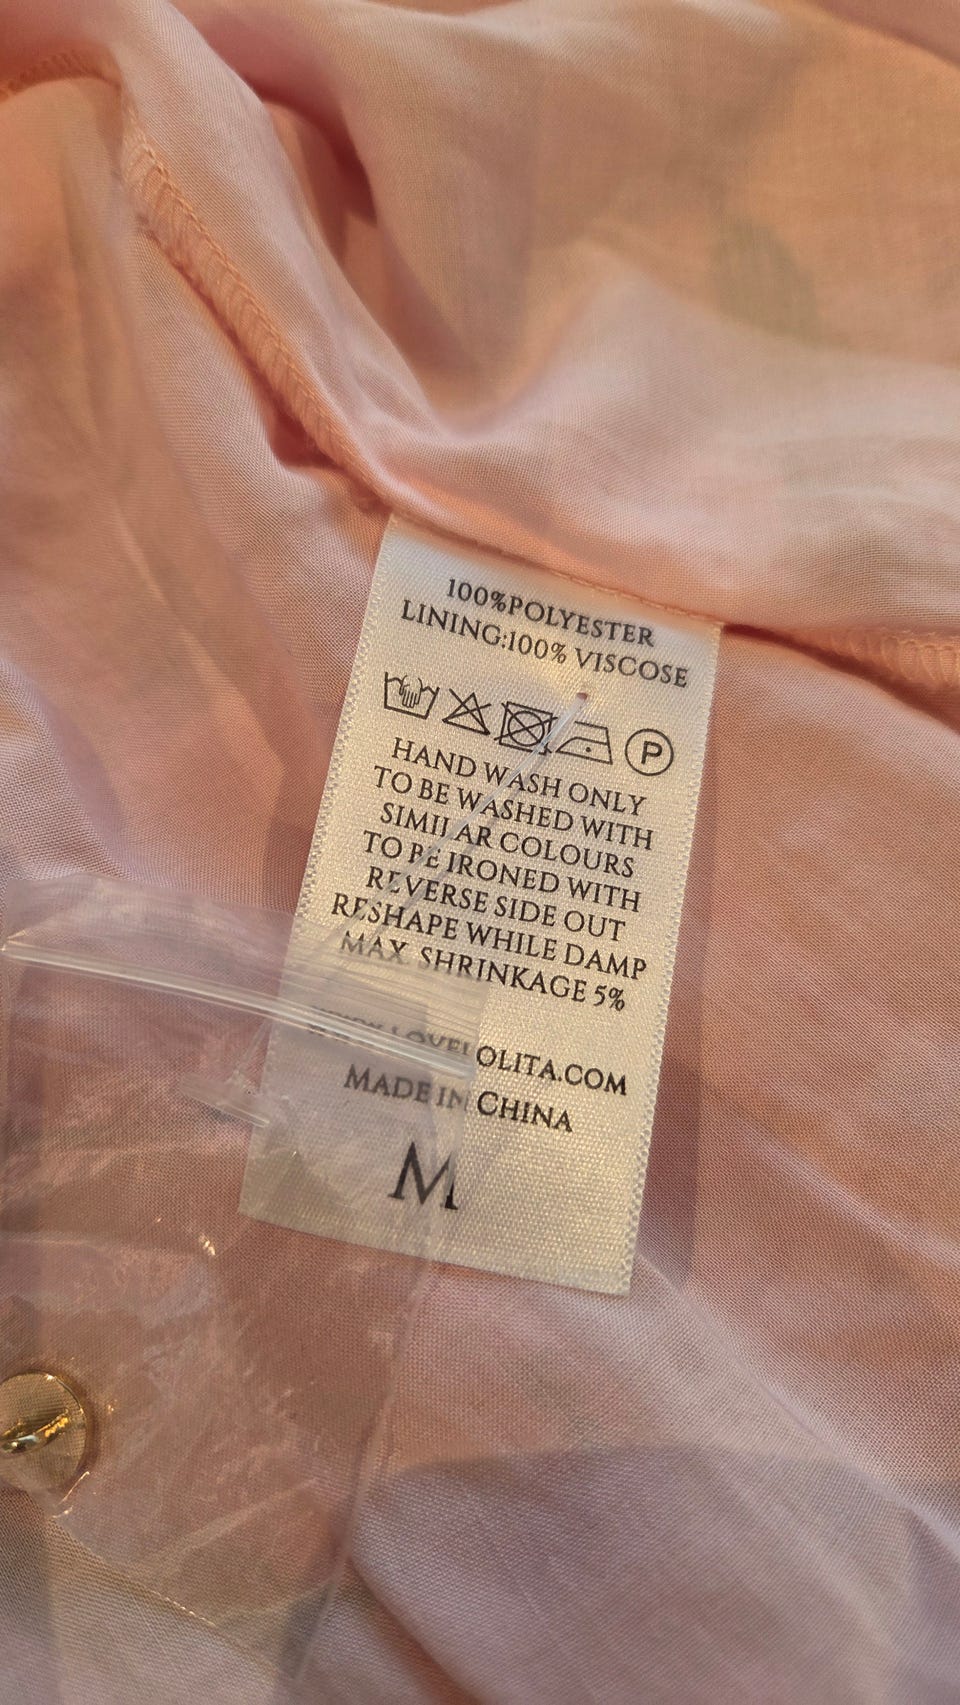 100%POLYESTER
LINING:100% VISCOSE
P
HAND WASH ONLY
TO BE WASHED WITH
SIMILAR COLOURS
TO BE IRONED WITH
REVERSE SIDE OUT
RESHAPE WHILE DAMP
MAX. SHRINKAGE 5%
LOVELOLITA.COM
MADE IN CHINA
M